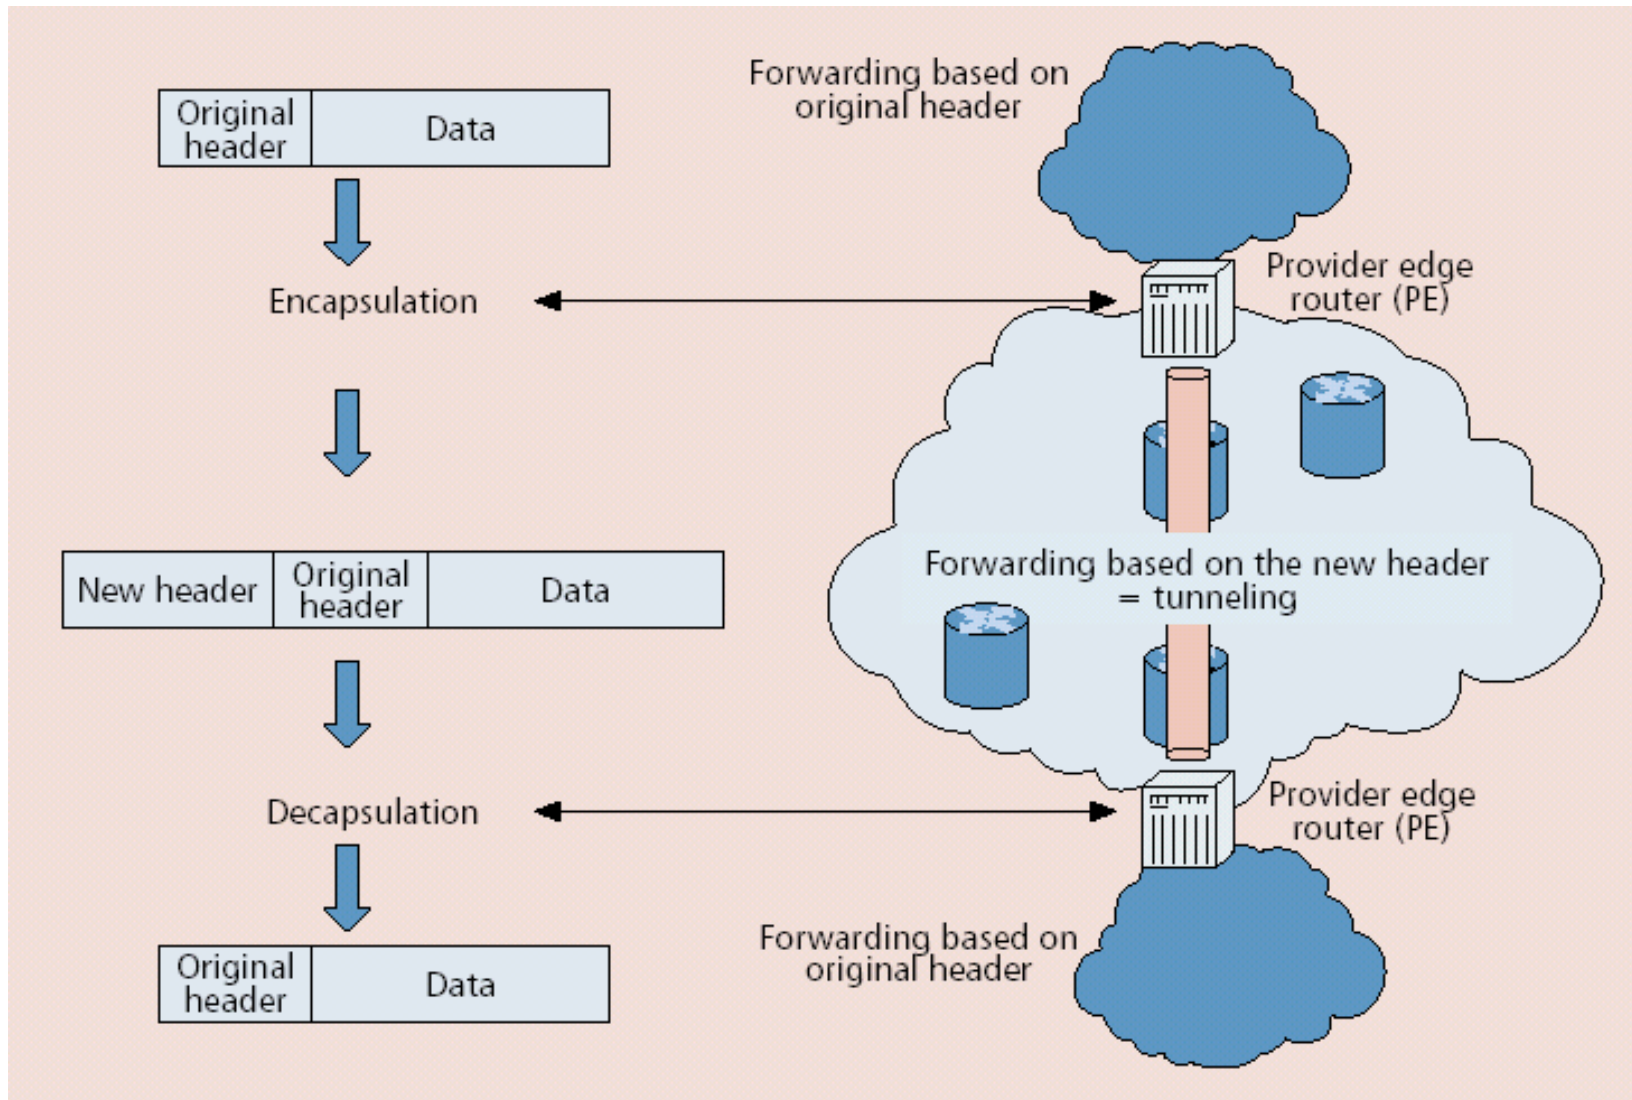 Forwarding based on
original header
Original
header
Data
Encapsulation
Provider edge
router (PE)
New header
Original
header
Data
Forwarding based on the new header
= tunneling
Decapsulation
Provider edge
router (PE)
Forwarding based on
original header
Original
header
Data